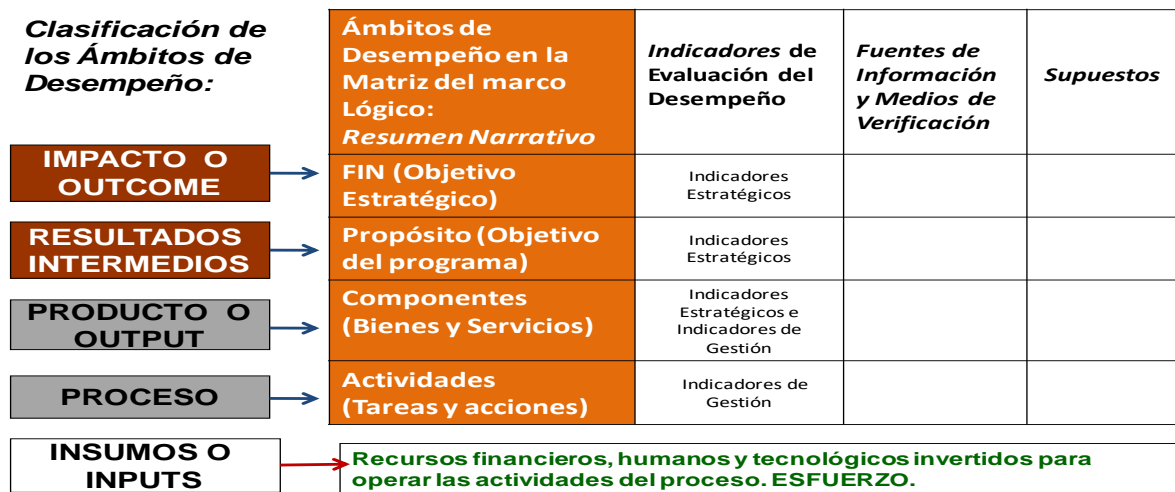 Clasificación de
los Ámbitos de
Desempeño:
Ámbitos de
Desempeño en la
Matriz del marco
Lógico:
Resumen Narrativo
Indicadores de
Evaluación del
Desempeño
Fuentes de
Información
y Medios de
Verificación
Supuestos
IMPACTO O
OUTCOME
FIN (Objetivo
Estratégico)
Indicadores
Estratégicos
RESULTADOS
INTERMEDIOS
Propósito (Objetivo
del programa)
Indicadores
Estratégicos
PRODUCTO O
OUTPUT
Componentes
(Bienes y Servicios)
Indicadores
Estratégicos e
Indicadores de
Gestión
PROCESO
Actividades
(Tareas y acciones)
Indicadores de
Gestión
INSUMOS O
INPUTS
Recursos financieros, humanos y tecnológicos invertidos para
operar las actividades del proceso. ESFUERZO.